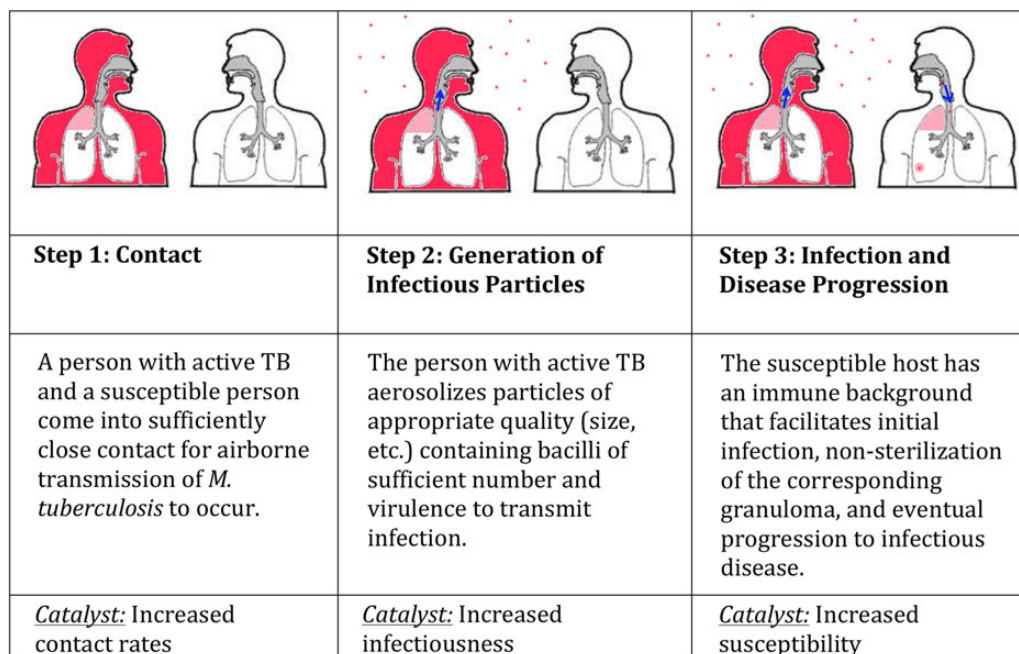 Step 1: Contact
Step 2: Generation of
Infectious Particles
Step 3: Infection and
Disease Progression
A person with active TB
and a susceptible person
come into sufficiently
close contact for airborne
transmission of M.
tuberculosis to occur.
The person with active TB
aerosolizes particles of
appropriate quality (size,
etc.) containing bacilli of
sufficient number and
virulence to transmit
infection.
The susceptible host has
an immune background
that facilitates initial
infection, non-sterilization
of the corresponding
granuloma, and eventual
progression to infectious
disease.
Catalyst: Increased
contact rates
Catalyst: Increased
infectiousness
Catalyst: Increased
susceptibility